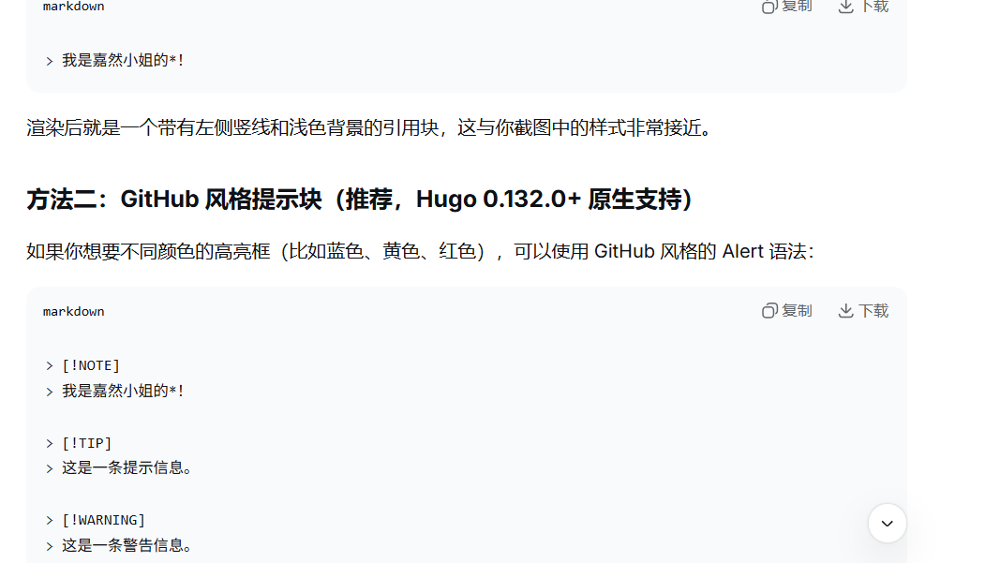 markdown 复制 下载
> 我是嘉然小姐的*！
渲染后就是一个带有左侧竖线和浅色背景的引用块，这与你截图中的样式非常接近。
方法二：GitHub 风格提示块（推荐，Hugo 0.132.0+ 原生支持）
如果你想要不同颜色的高亮框（比如蓝色、黄色、红色），可以使用 GitHub 风格的 Alert 语法：
markdown 复制 下载
> [!NOTE]
> 我是嘉然小姐的*！
> [!TIP]
> 这是一条提示信息。
> [!WARNING]
> 这是一条警告信息。